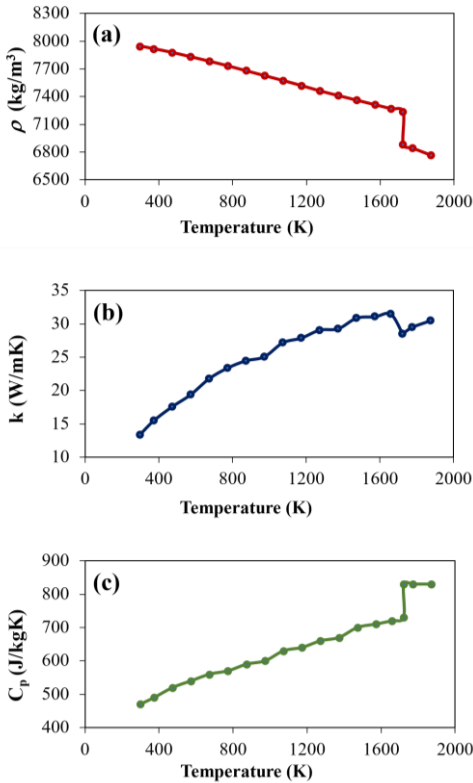 (a)
8300
8000
7700
7400
7100
6800
6500
ρ (kg/m³)
0 400 800 1200 1600 2000
Temperature (K)
(b)
35
30
25
20
15
10
k (W/mK)
0 400 800 1200 1600 2000
Temperature (K)
(c)
900
800
700
600
500
400
Cp (J/kgK)
0 400 800 1200 1600 2000
Temperature (K)